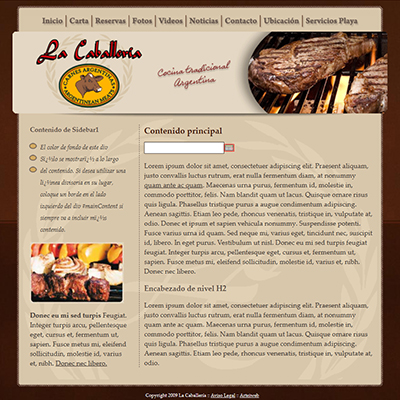 Inicio | Carta | Reservas | Fotos | Videos | Noticias | Contacto | Ubicación | Servicios Playa
La Caballería
CARNES ARGENTINAS
ARGENTINEAN MEATS
Cocina tradicional
Argentina
Contenido de Sidebar1
El color de fondo de este div
Sï¿½lo se mostrarï¿½ a lo largo
del contenido. Si desea utilizar una
lï¿½nea divisoria en su lugar,
coloque un borde en el lado
izquierdo del div #mainContent si
siempre va a incluir mï¿½s
contenido.
Donec eu mi sed turpis Feugiat.
Integer turpis arcu, pellentesque
eget, cursus et, fermentum ut,
sapien. Fusce metus mi, eleifend
sollicitudin, molestie id, varius
et, nibh. Donec nec libero.
Contenido principal
Lorem ipsum dolor sit amet, consectetuer adipiscing elit. Praesent aliquam,
justo convallis luctus rutrum, erat nulla fermentum diam, at nonummy
quam ante ac quam. Maecenas urna purus, fermentum id, molestie in,
commodo porttitor, felis. Nam blandit quam ut lacus. Quisque ornare risus
quis ligula. Phasellus tristique purus a augue condimentum adipiscing.
Aenean sagittis. Etiam leo pede, rhoncus venenatis, tristique in, vulputate at,
odio. Donec et ipsum et sapien vehicula nonummy. Suspendisse potenti.
Fusce varius urna id quam. Sed neque mi, varius eget, tincidunt nec, suscipit
id, libero. In eget purus. Vestibulum ut nisl. Donec eu mi sed turpis feugiat
feugiat. Integer turpis arcu, pellentesque eget, cursus et, fermentum ut,
sapien. Fusce metus mi, eleifend sollicitudin, molestie id, varius et, nibh.
Donec nec libero.
Encabezado de nivel H2
Lorem ipsum dolor sit amet, consectetuer adipiscing elit. Praesent aliquam,
justo convallis luctus rutrum, erat nulla fermentum diam, at nonummy
quam ante ac quam. Maecenas urna purus, fermentum id, molestie in,
commodo porttitor, felis. Nam blandit quam ut lacus. Quisque ornare risus
quis ligula. Phasellus tristique purus a augue condimentum adipiscing.
Aenean sagittis. Etiam leo pede, rhoncus venenatis, tristique in, vulputate at,
odio.
Copyright 2009 La Caballería :: Aviso Legal - Arteinweb